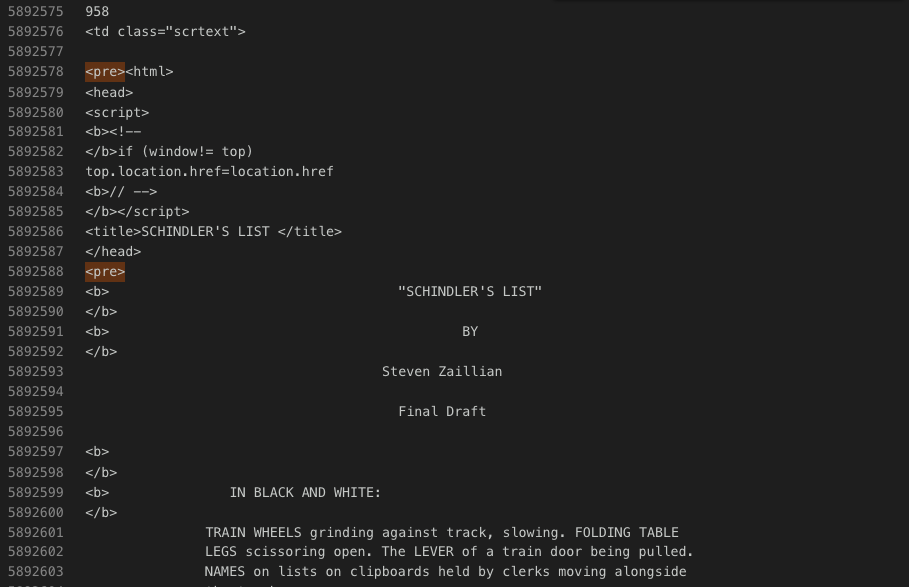 5892575 958
5892576 <td class="scrtext">
5892577
5892578 <pre><html>
5892579 <head>
5892580 <script>
5892581 <b><!--
5892582 </b>if (window!= top)
5892583 top.location.href=location.href
5892584 <b>// -->
5892585 </b></script>
5892586 <title>SCHINDLER'S LIST </title>
5892587 </head>
5892588 <pre>
5892589 <b> "SCHINDLER'S LIST"
5892590 </b>
5892591 <b> BY
5892592 </b>
5892593 Steven Zaillian
5892594
5892595 Final Draft
5892596
5892597 <b>
5892598 </b>
5892599 <b> IN BLACK AND WHITE:
5892600 </b>
5892601 TRAIN WHEELS grinding against track, slowing. FOLDING TABLE
5892602 LEGS scissoring open. The LEVER of a train door being pulled.
5892603 NAMES on lists on clipboards held by clerks moving alongside